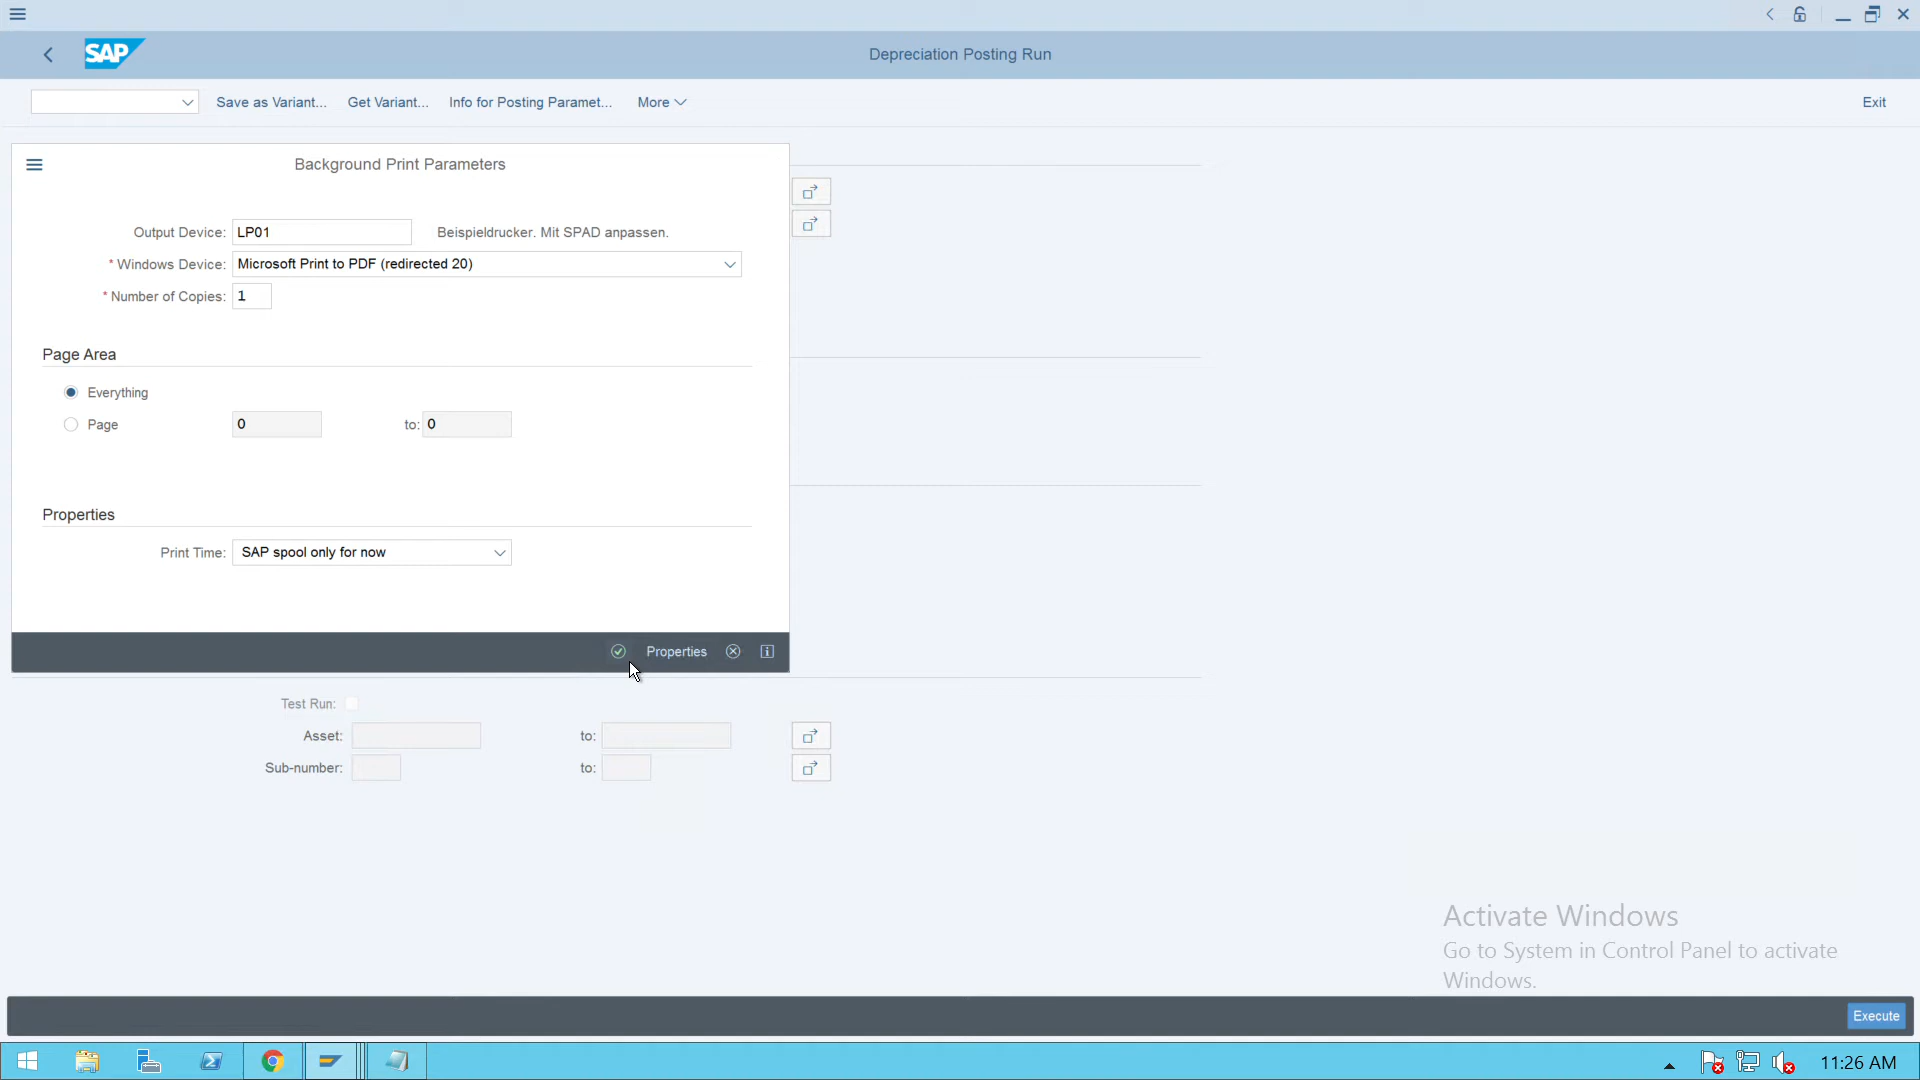 SAP
Depreciation Posting Run
Save as Variant... Get Variant... Info for Posting Paramet... More Exit
Background Print Parameters
Output Device: LP01 Beispieldrucker. Mit SPAD anpassen.
* Windows Device: Microsoft Print to PDF (redirected 20)
* Number of Copies: 1
Page Area
Everything
Page 0 to: 0
Properties
Print Time: SAP spool only for now
Properties
Test Run:
Asset: to:
Sub-number: to:
Activate Windows
Go to System in Control Panel to activate
Windows.
Execute
11:26 AM